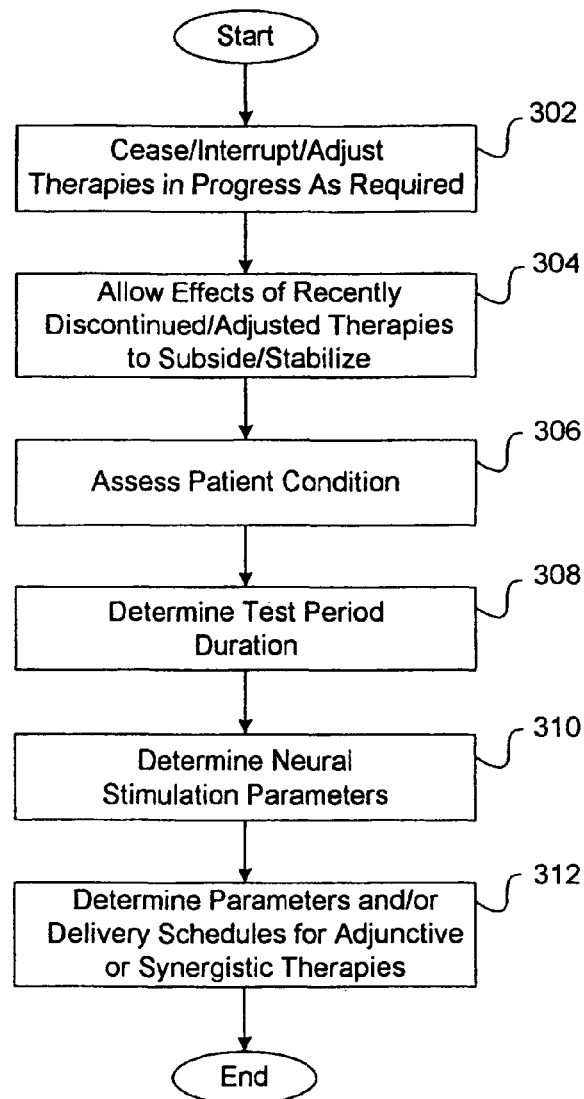 Start
302
Cease/Interrupt/Adjust
Therapies in Progress As Required
304
Allow Effects of Recently
Discontinued/Adjusted Therapies
to Subside/Stabilize
306
Assess Patient Condition
308
Determine Test Period
Duration
310
Determine Neural
Stimulation Parameters
312
Determine Parameters and/or
Delivery Schedules for Adjunctive
or Synergistic Therapies
End